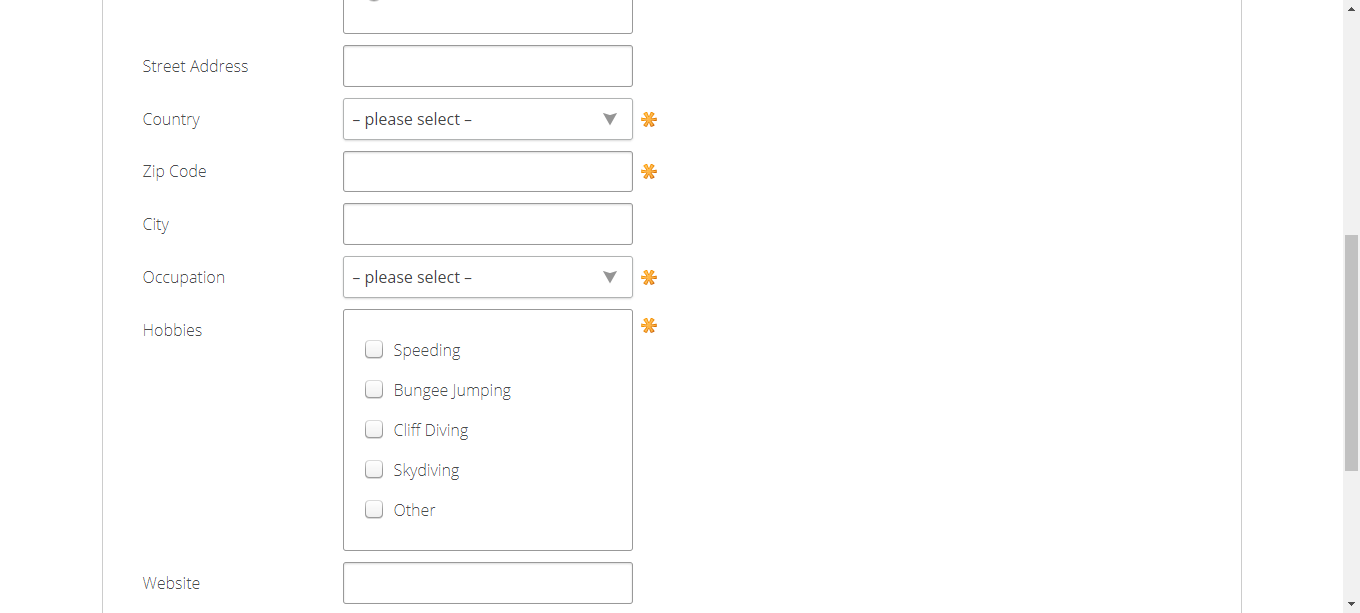 Street Address
Country – please select –
Zip Code
City
Occupation – please select –
Hobbies
Speeding
Bungee Jumping
Cliff Diving
Skydiving
Other
Website